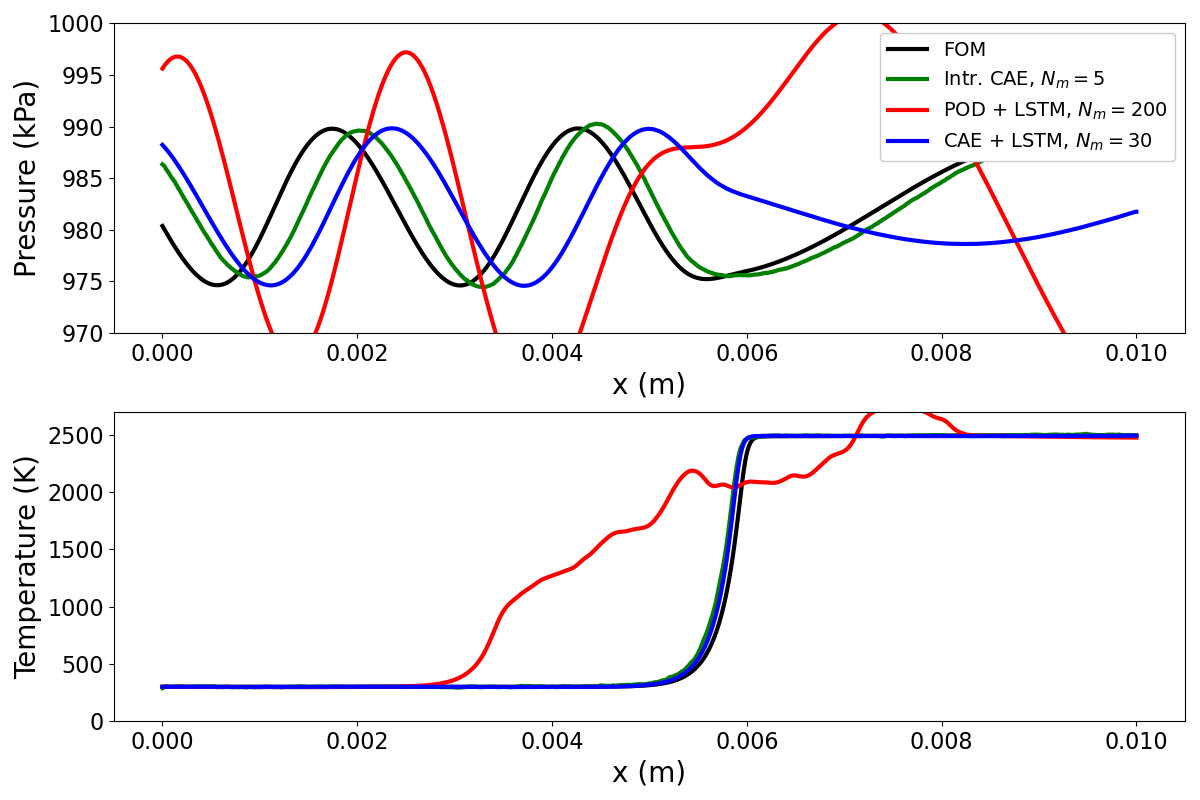 1000
995
990
985
980
975
970
Pressure (kPa)
FOM
Intr. CAE, $N_m = 5$
POD + LSTM, $N_m = 200$
CAE + LSTM, $N_m = 30$
0.000 0.002 0.004 0.006 0.008 0.010
x (m)
2500
2000
1500
1000
500
0
Temperature (K)
0.000 0.002 0.004 0.006 0.008 0.010
x (m)